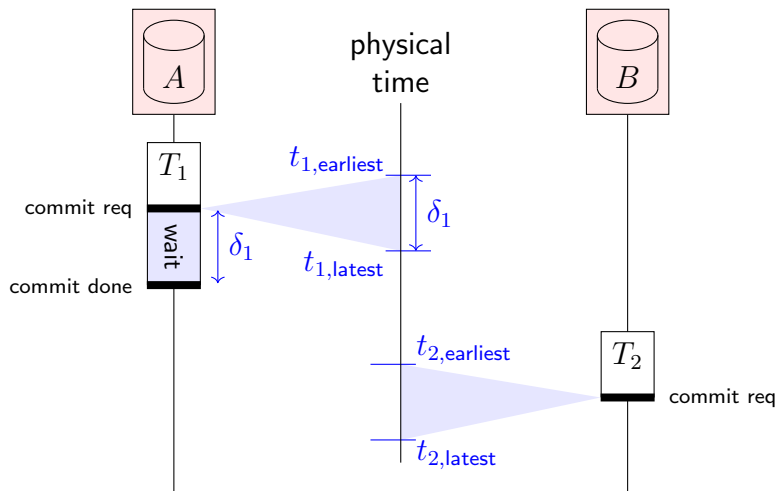 A
physical
time
B
T₁
t₁,earliest
commit req
wait
δ₁
δ₁
t₁,latest
commit done
t₂,earliest
T₂
commit req
t₂,latest